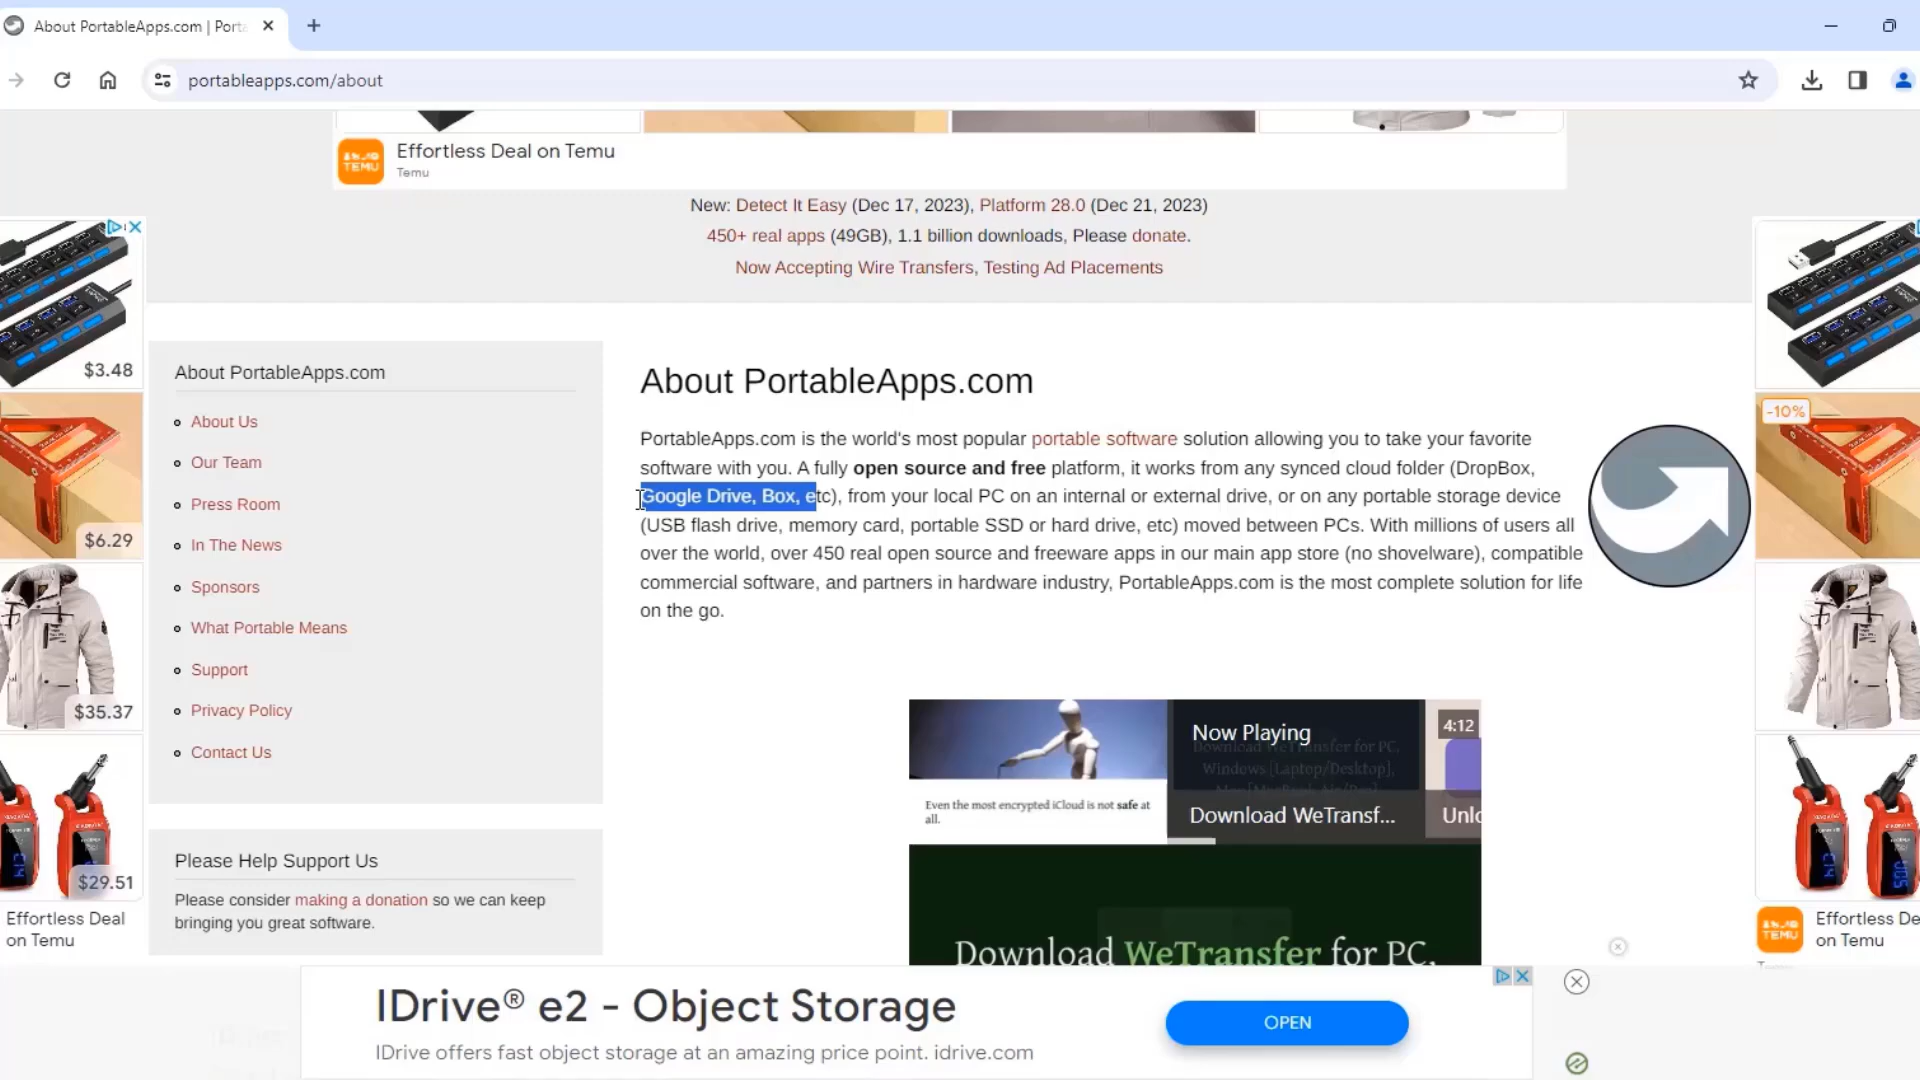 About PortableApps.com | Porta
portableapps.com/about
TEMU
Effortless Deal on Temu
Temu
New: Detect It Easy (Dec 17, 2023), Platform 28.0 (Dec 21, 2023)
450+ real apps (49GB), 1.1 billion downloads, Please donate.
Now Accepting Wire Transfers, Testing Ad Placements
$3.48
$6.29
$35.37
$29.51
Effortless Deal
on Temu
About PortableApps.com
About Us
Our Team
Press Room
In The News
Sponsors
What Portable Means
Support
Privacy Policy
Contact Us
Please Help Support Us
Please consider making a donation so we can keep
bringing you great software.
About PortableApps.com
PortableApps.com is the world's most popular portable software solution allowing you to take your favorite
software with you. A fully open source and free platform, it works from any synced cloud folder (DropBox,
Google Drive, Box, etc), from your local PC on an internal or external drive, or on any portable storage device
(USB flash drive, memory card, portable SSD or hard drive, etc) moved between PCs. With millions of users all
over the world, over 450 real open source and freeware apps in our main app store (no shovelware), compatible
commercial software, and partners in hardware industry, PortableApps.com is the most complete solution for life
on the go.
Even the most encrypted iCloud is not safe at
all.
Now Playing
Download WeTransfer for PC,
Windows [Laptop/Desktop],
Download WeTransf...
4:12
Unlo
Download WeTransfer for PC,
-10%
TEMU
Effortless De
on Temu
IDrive® e2 - Object Storage
IDrive offers fast object storage at an amazing price point. idrive.com
OPEN